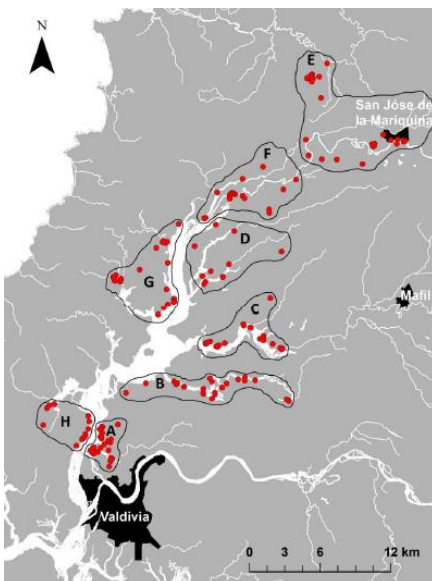 N
E
San Jóse de
la Mariquina
F
D
G
C
Mafil
B
H
A
Valdivia
0 3 6 12 km